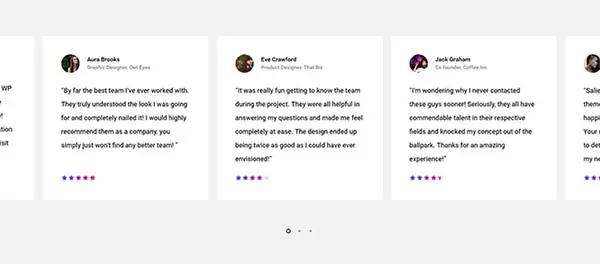 WP
!
ation
isit
Aura Brooks
Graphic Designer, Owl Eyes
"By far the best team I've ever worked with.
They truly understood the look I was going
for and completely nailed it! I would highly
recommend them as a company, you
simply just won't find any better team! "
Eve Crawford
Product Designer, That Biz
"It was really fun getting to know the team
during the project. They were all helpful in
answering my questions and made me feel
completely at ease. The design ended up
being twice as good as I could have ever
envisioned!"
Jack Graham
Co founder, Coffee Inc
"I'm wondering why I never contacted
these guys sooner! Seriously, they all have
commendable talent in their respective
fields and knocked my concept out of the
ballpark. Thanks for an amazing
experience!"
"Salie
theme
happi
Your
to det
my ne